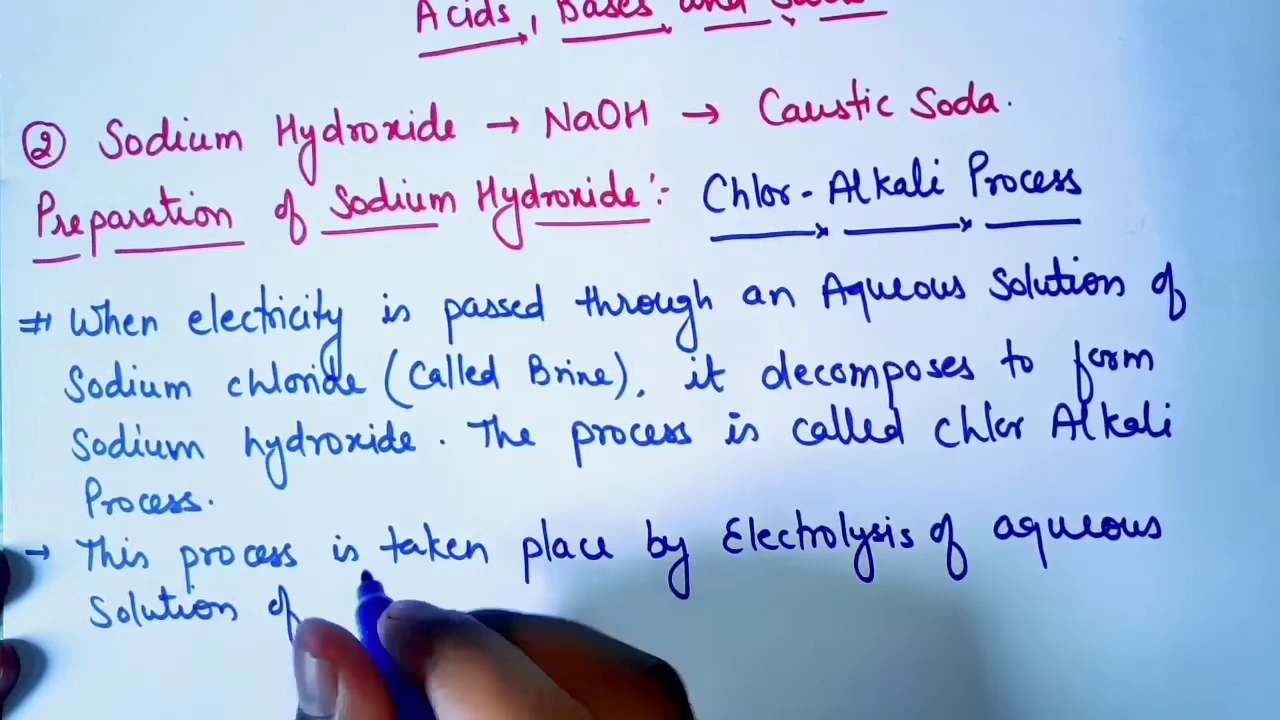 Acids, Bases and Salts
② Sodium Hydroxide → NaOH → Caustic Soda.
Preparation of Sodium Hydroxide :- Chlor-Alkali Process
# When electricity is passed through an Aqueous Solution of
Sodium chloride (Called Brine), it decomposes to form
Sodium hydroxide. The process is called Chlor Alkali
Process.
→ This process is taken place by Electrolysis of aqueous
Solution of